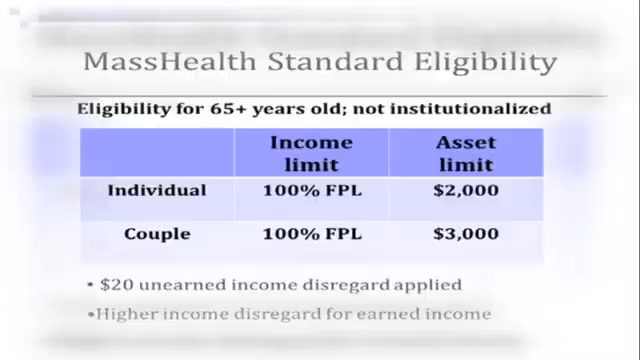 MassHealth Standard Eligibility
Eligibility for 65+ years old; not institutionalized
Income limit Asset limit
Individual 100% FPL $2,000
Couple 100% FPL $3,000
• $20 unearned income disregard applied
•Higher income disregard for earned income